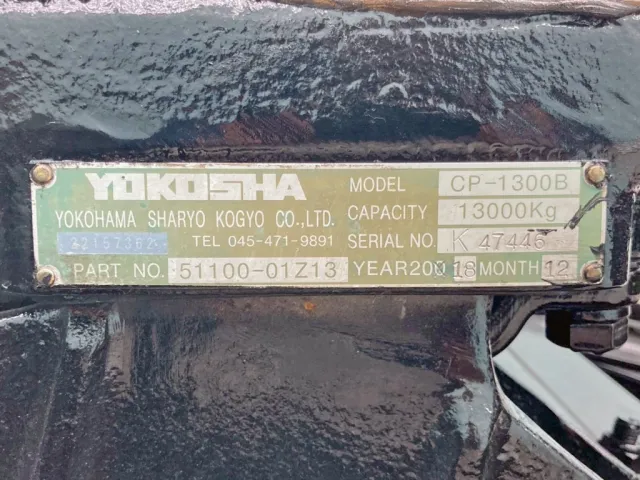 YOKOSHA MODEL CP-1300B
YOKOHAMA SHARYO KOGYO CO.,LTD. CAPACITY 13000Kg
TEL 045-471-9891 SERIAL NO. K 47446
PART NO. 51100-01Z13 YEAR200 18 MONTH 12